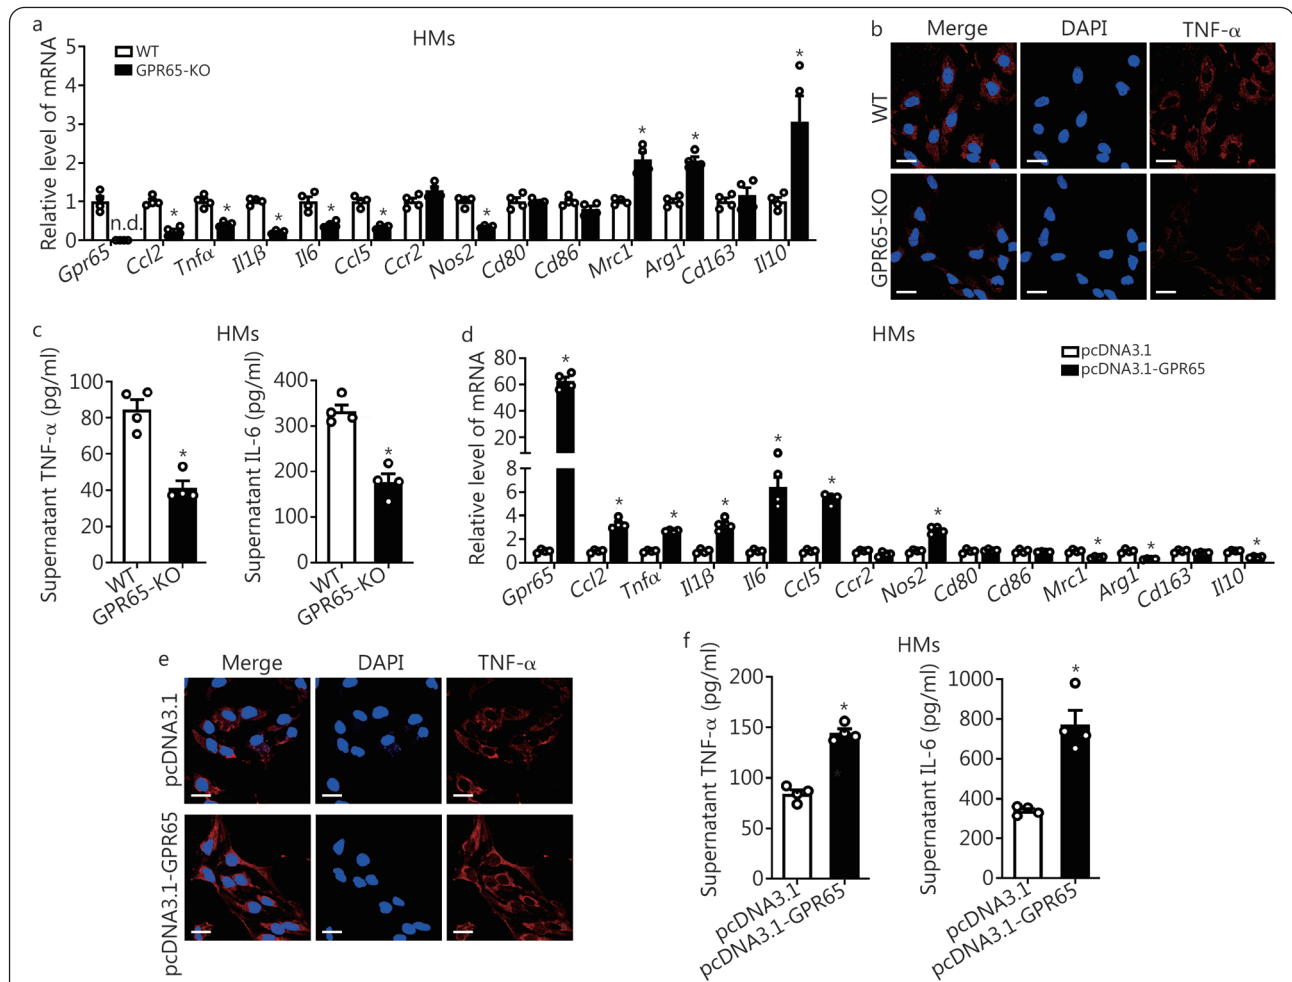 a
HMs
WT
GPR65-KO
Relative level of mRNA
5
4
3
2
1
0
n.d.
* * * * * * * * * *
Gpr65 Ccl2 Tnfα Il1β Il6 Ccl5 Ccr2 Nos2 Cd80 Cd86 Mrc1 Arg1 Cd163 Il10
b
Merge DAPI TNF-α
WT
GPR65-KO
c
HMs
Supernatant TNF-α (pg/ml)
100
80
60
40
20
0
*
WT
GPR65-KO
Supernatant IL-6 (pg/ml)
400
300
200
100
0
*
WT
GPR65-KO
d
HMs
pcDNA3.1
pcDNA3.1-GPR65
Relative level of mRNA
80
60
40
20
8
6
4
2
0
* * * * * * * * * *
Gpr65 Ccl2 Tnfα Il1β Il6 Ccl5 Ccr2 Nos2 Cd80 Cd86 Mrc1 Arg1 Cd163 Il10
e
Merge DAPI TNF-α
pcDNA3.1
pcDNA3.1-GPR65
f
HMs
Supernatant TNF-α (pg/ml)
200
150
100
50
0
*
*
pcDNA3.1
pcDNA3.1-GPR65
Supernatant IL-6 (pg/ml)
1000
800
600
400
200
0
*
pcDNA3.1
pcDNA3.1-GPR65